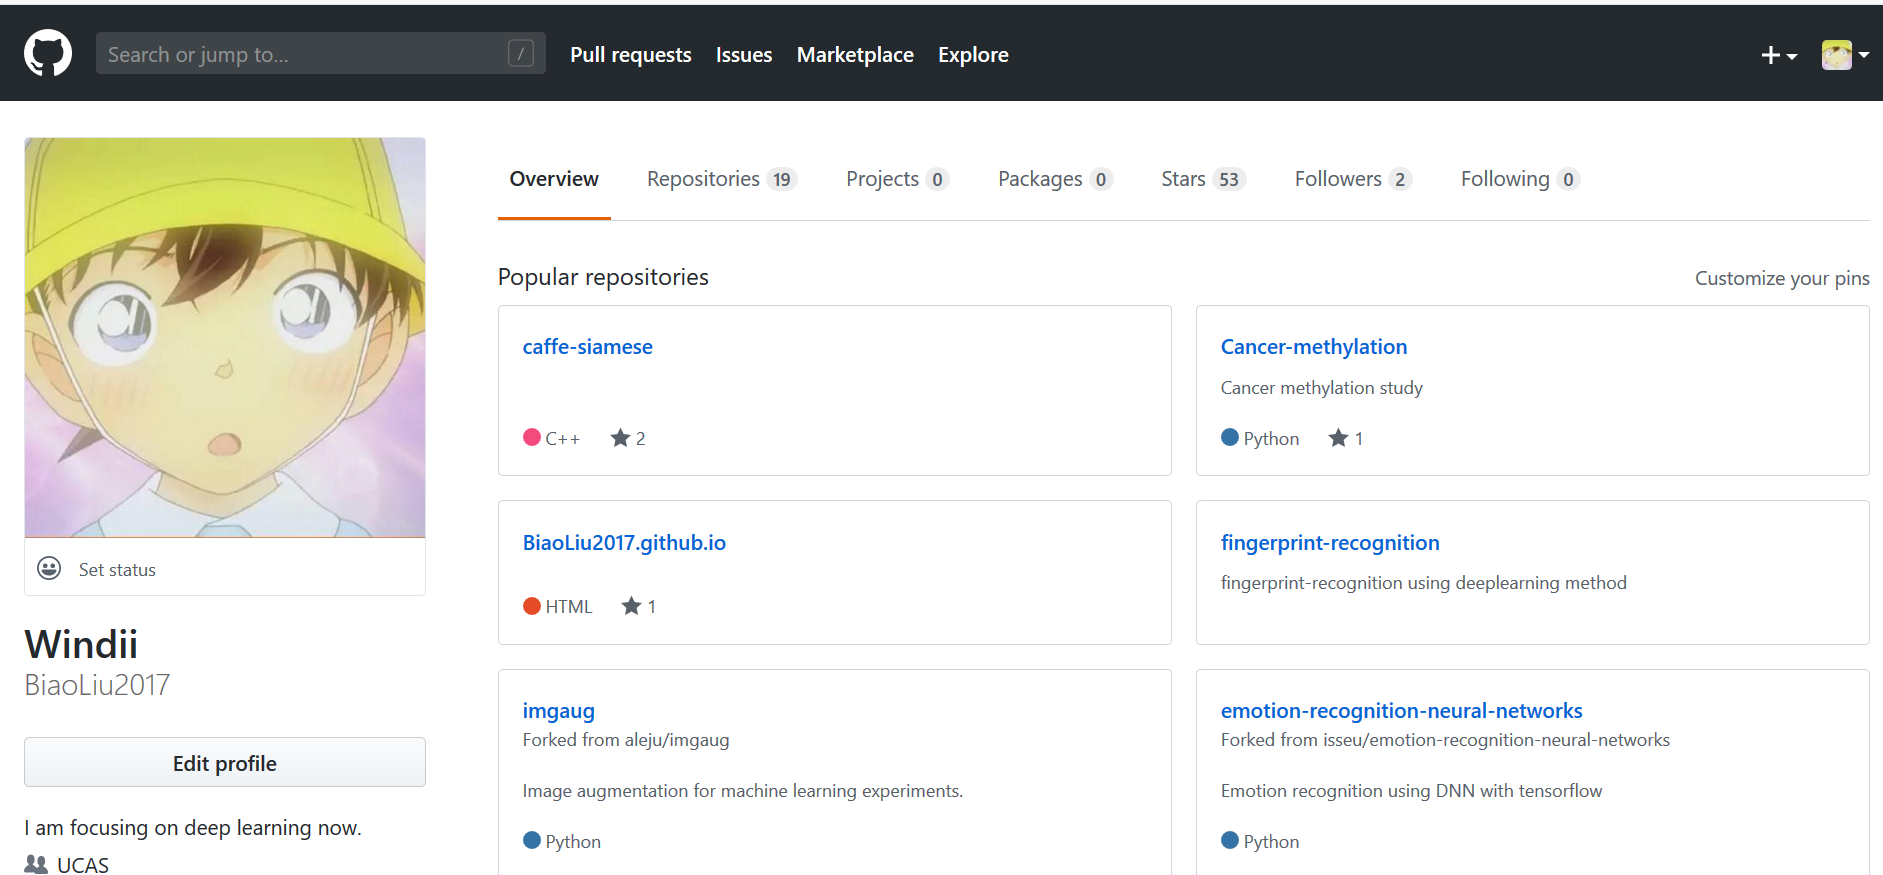 Search or jump to... /
Pull requests Issues Marketplace Explore
Overview Repositories 19 Projects 0 Packages 0 Stars 53 Followers 2 Following 0
Popular repositories
Customize your pins
caffe-siamese
C++ 2
Cancer-methylation
Cancer methylation study
Python 1
BiaoLiu2017.github.io
HTML 1
fingerprint-recognition
fingerprint-recognition using deeplearning method
imgaug
Forked from aleju/imgaug
Image augmentation for machine learning experiments.
Python
emotion-recognition-neural-networks
Forked from isseu/emotion-recognition-neural-networks
Emotion recognition using DNN with tensorflow
Python
Set status
Windii
BiaoLiu2017
Edit profile
I am focusing on deep learning now.
UCAS